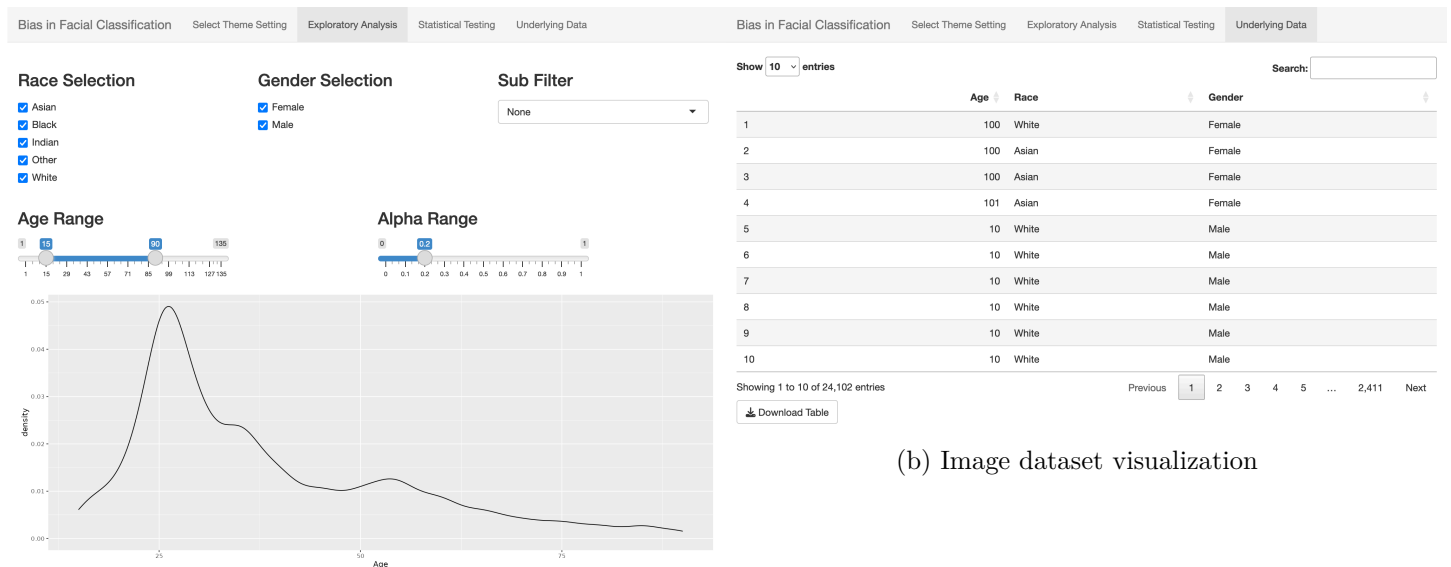 Bias in Facial Classification Select Theme Setting Exploratory Analysis Statistical Testing Underlying Data
Race Selection Gender Selection Sub Filter
Asian Female None
Black Male
Indian
Other
White
Age Range Alpha Range
1 15 90 135 0 0.2 1
1 15 29 43 57 71 85 99 113 127 135 0 0.1 0.2 0.3 0.4 0.5 0.6 0.7 0.8 0.9 1
0.05
0.04
0.03
0.02
0.01
0.00
density
25 50 75
Age
Bias in Facial Classification Select Theme Setting Exploratory Analysis Statistical Testing Underlying Data
Show 10 entries Search:
Age Race Gender
1 100 White Female
2 100 Asian Female
3 100 Asian Female
4 101 Asian Female
5 10 White Male
6 10 White Male
7 10 White Male
8 10 White Male
9 10 White Male
10 10 White Male
Showing 1 to 10 of 24,102 entries Previous 1 2 3 4 5 … 2,411 Next
Download Table
(b) Image dataset visualization